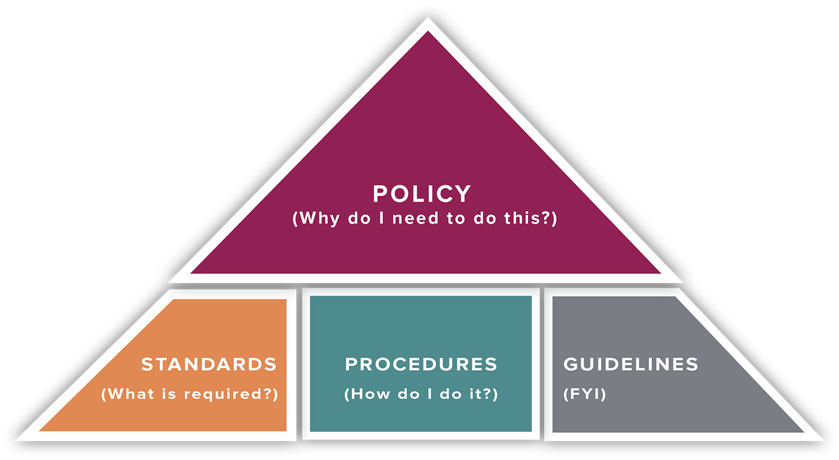 POLICY
(Why do I need to do this?)
STANDARDS
(What is required?)
PROCEDURES
(How do I do it?)
GUIDELINES
(FYI)